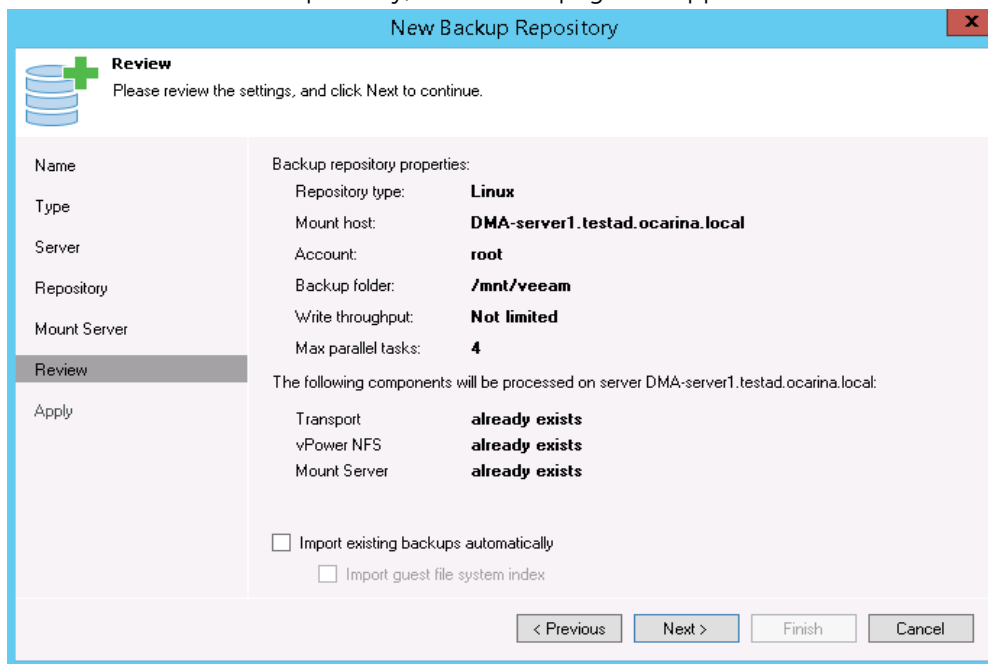 New Backup Repository
x
Review
Please review the settings, and click Next to continue.
Name
Type
Server
Repository
Mount Server
Review
Apply
Backup repository properties:
Repository type: Linux
Mount host: DMA-server1.testad.ocarina.local
Account: root
Backup folder: /mnt/veeam
Write throughput: Not limited
Max parallel tasks: 4
The following components will be processed on server DMA-server1.testad.ocarina.local:
Transport already exists
vPower NFS already exists
Mount Server already exists
Import existing backups automatically
Import guest file system index
< Previous Next > Finish Cancel